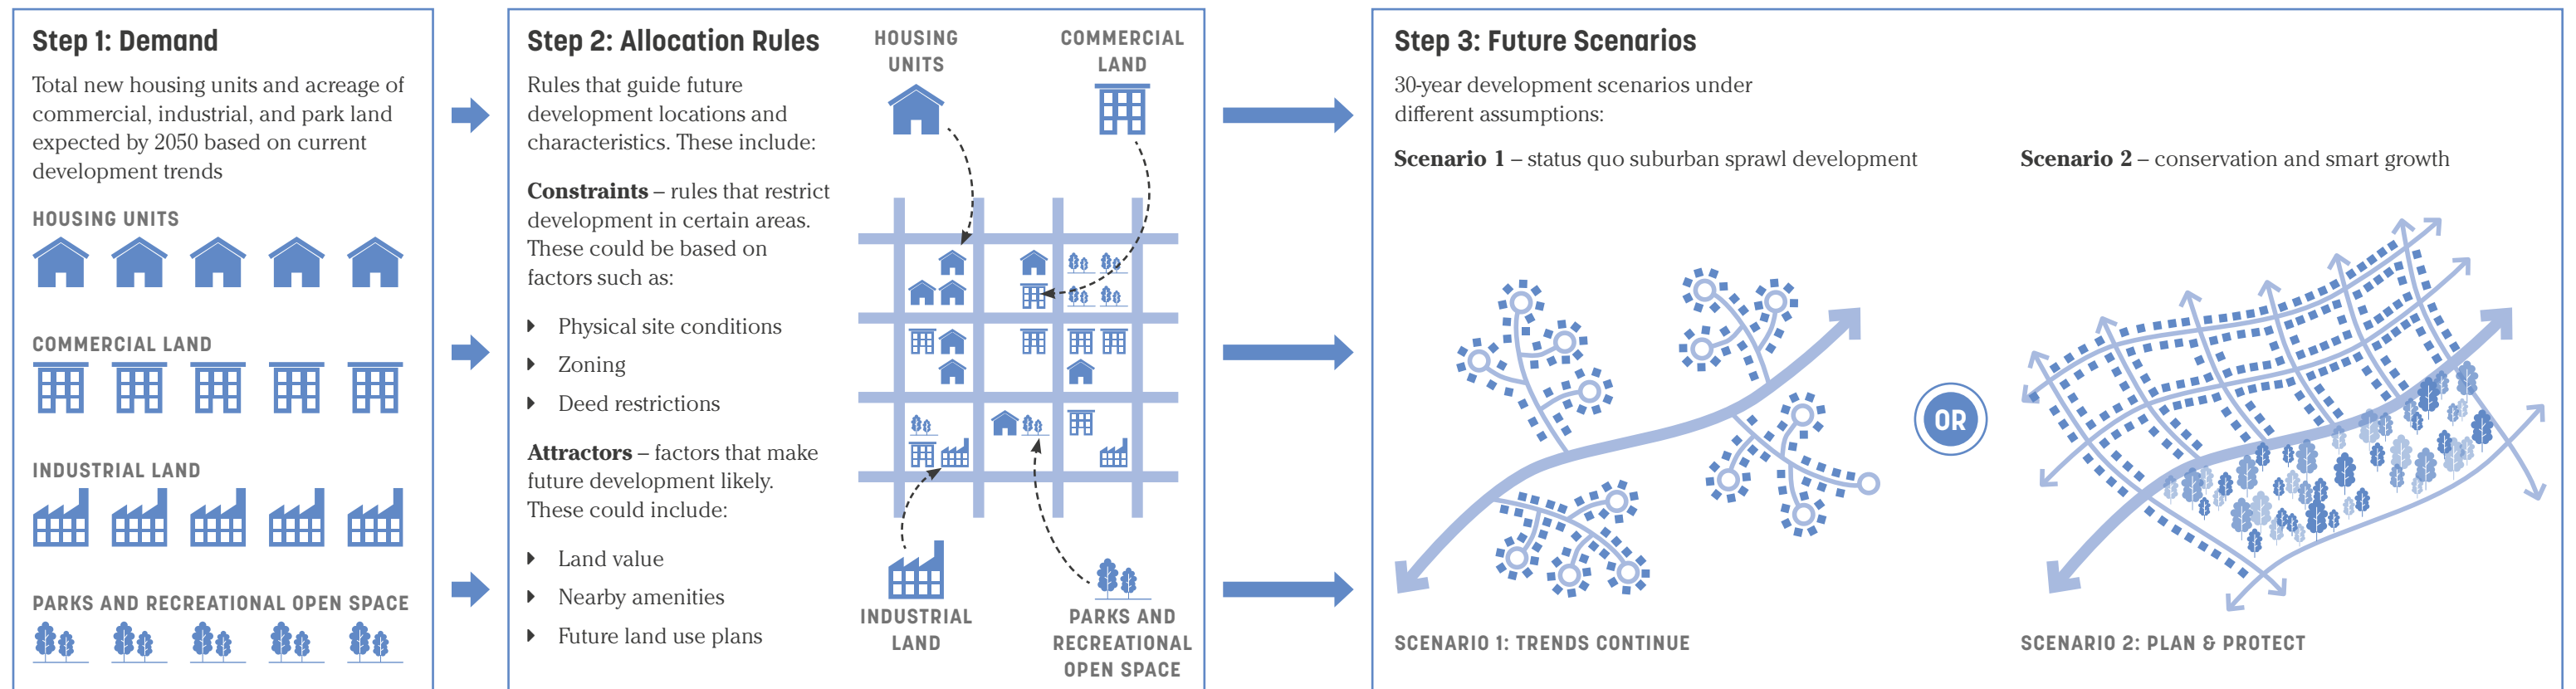 Step 1: Demand
Total new housing units and acreage of
commercial, industrial, and park land
expected by 2050 based on current
development trends
HOUSING UNITS
COMMERCIAL LAND
INDUSTRIAL LAND
PARKS AND RECREATIONAL OPEN SPACE
Step 2: Allocation Rules
Rules that guide future
development locations and
characteristics. These include:
Constraints – rules that restrict
development in certain areas.
These could be based on
factors such as:
Physical site conditions
Zoning
Deed restrictions
Attractors – factors that make
future development likely.
These could include:
Land value
Nearby amenities
Future land use plans
HOUSING
UNITS
COMMERCIAL
LAND
INDUSTRIAL
LAND
PARKS AND
RECREATIONAL
OPEN SPACE
Step 3: Future Scenarios
30-year development scenarios under
different assumptions:
Scenario 1 – status quo suburban sprawl development
SCENARIO 1: TRENDS CONTINUE
OR
Scenario 2 – conservation and smart growth
SCENARIO 2: PLAN & PROTECT